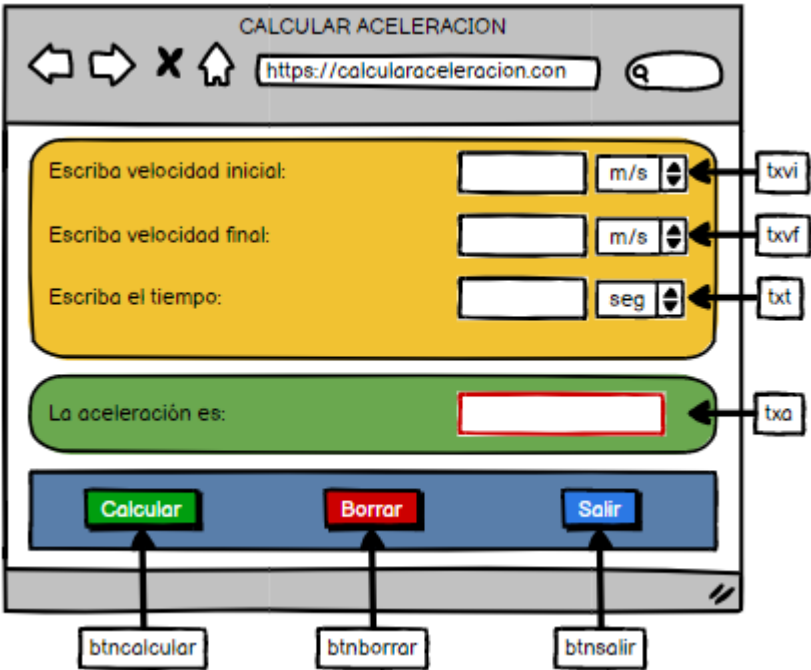 CALCULAR ACELERACION
https://calcularaceleracion.con
Escriba velocidad inicial: m/s txvi
Escriba velocidad final: m/s txvf
Escriba el tiempo: seg txt
La aceleración es: txa
Calcular Borrar Salir
btncalcular btnborrar btnsalir